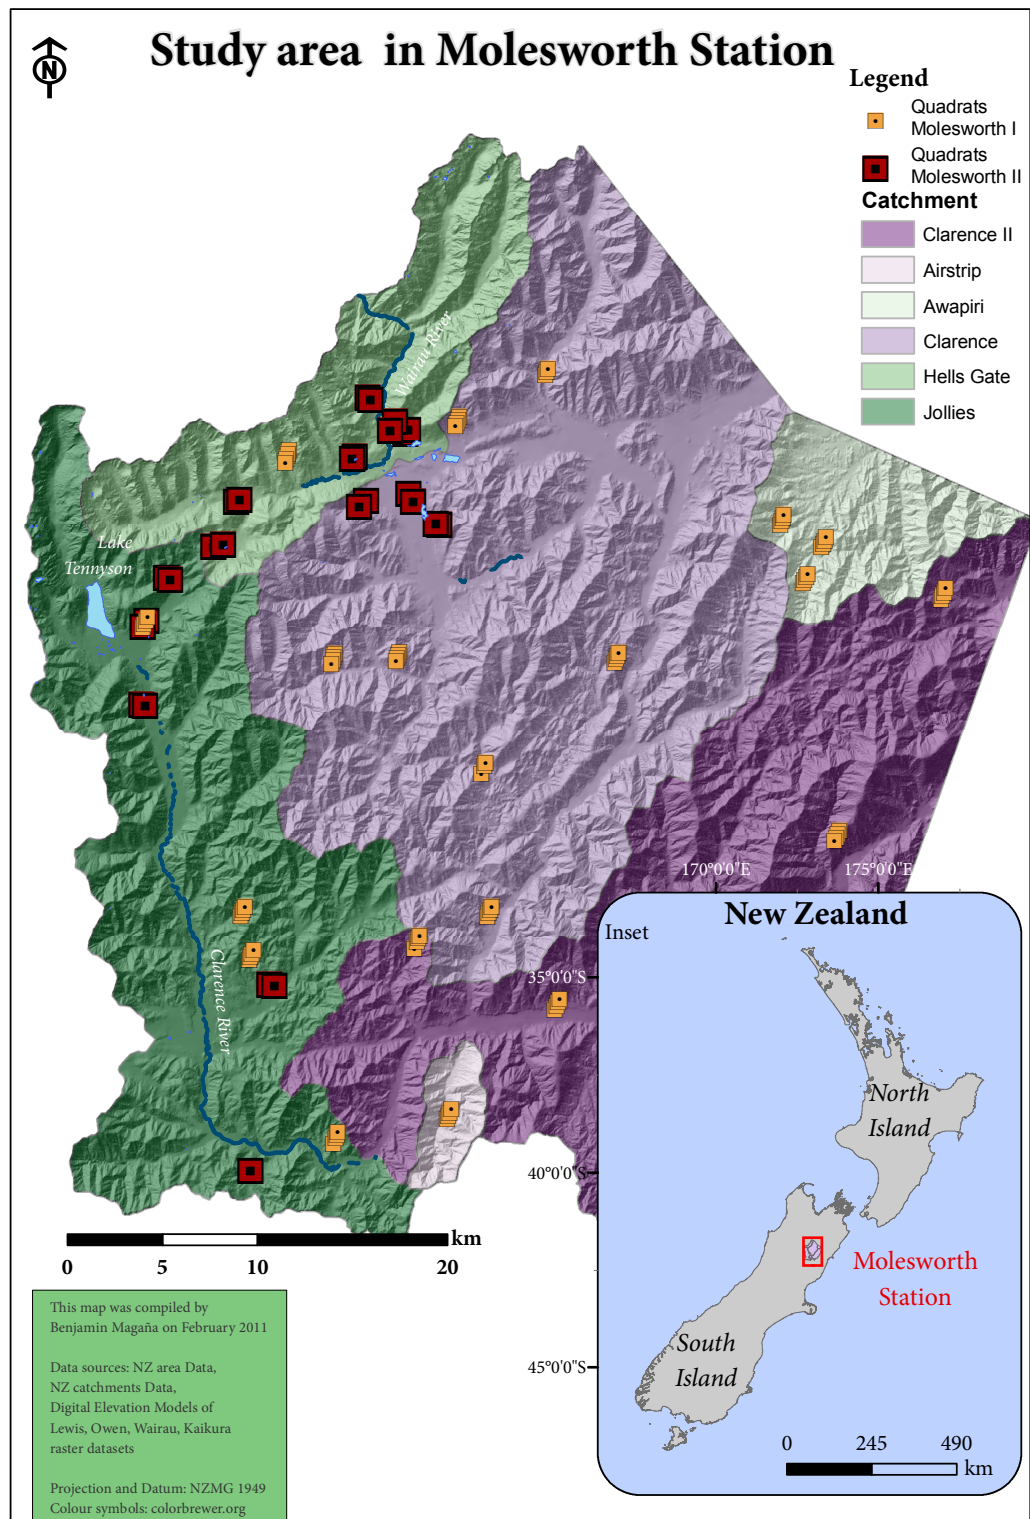 Study area in Molesworth Station
N
Legend
Quadrats
Molesworth I
Quadrats
Molesworth II
Catchment
Clarence II
Airstrip
Awapiri
Clarence
Hells Gate
Jollies
Wairau River
Lake
Tennyson
Clarence River
170°0'0"E
175°0'0"E
New Zealand
Inset
35°0'0"S
North
Island
40°0'0"S
Molesworth
Station
South
Island
45°0'0"S
0 245 490
km
km
0 5 10 20
This map was compiled by
Benjamin Magaña on February 2011
Data sources: NZ area Data,
NZ catchments Data,
Digital Elevation Models of
Lewis, Owen, Wairau, Kaikura
raster datasets
Projection and Datum: NZMG 1949
Colour symbols: colorbrewer.org